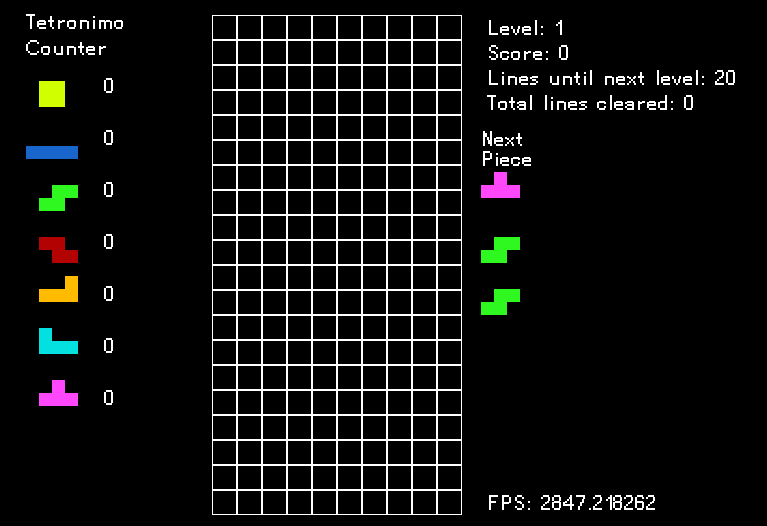 Tetronimo
Counter
0
0
0
0
0
0
0
Level: 1
Score: 0
Lines until next level: 20
Total lines cleared: 0
Next
Piece
FPS: 2847.218262